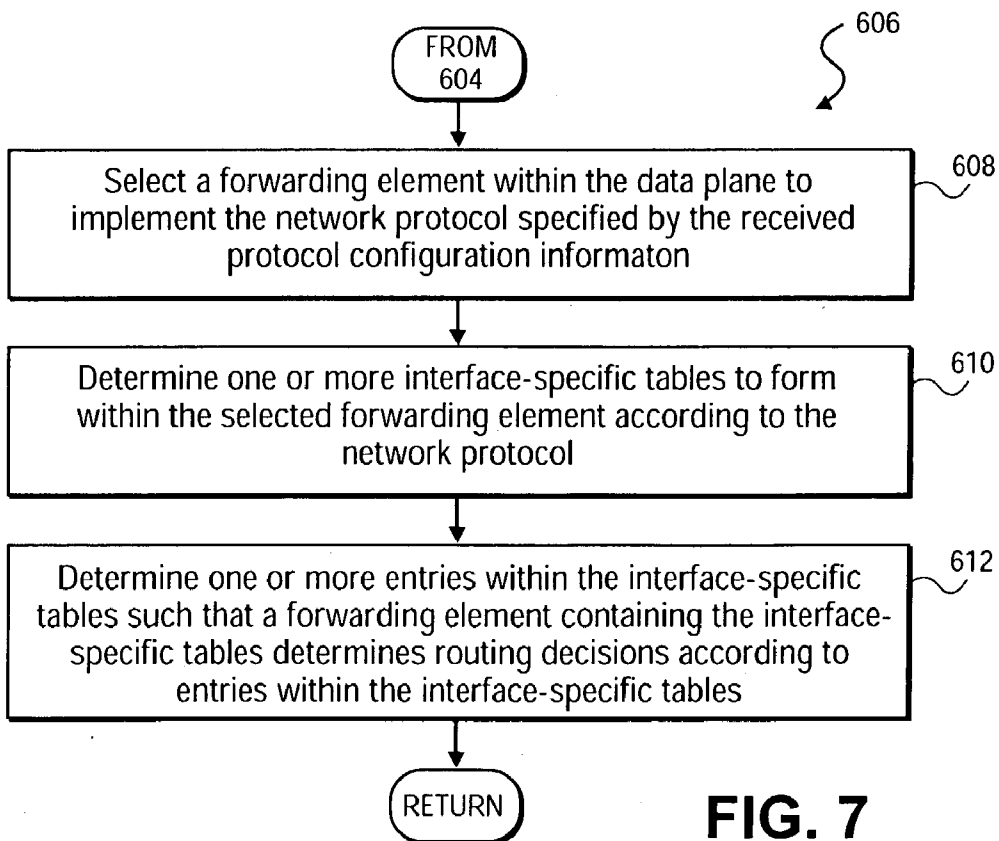 606
FROM
604
608
Select a forwarding element within the data plane to
implement the network protocol specified by the received
protocol configuration informaton
610
Determine one or more interface-specific tables to form
within the selected forwarding element according to the
network protocol
612
Determine one or more entries within the interface-specific
tables such that a forwarding element containing the interface-
specific tables determines routing decisions according to
entries within the interface-specific tables
RETURN
FIG. 7